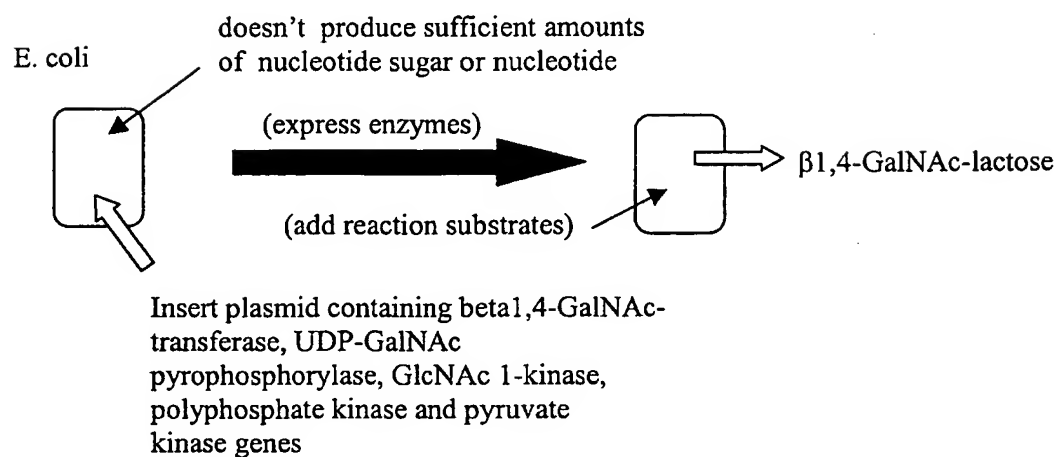 doesn't produce sufficient amounts
of nucleotide sugar or nucleotide
E. coli
(express enzymes)
β1,4-GalNAc-lactose
(add reaction substrates)
Insert plasmid containing beta1,4-GalNAc-
transferase, UDP-GalNAc
pyrophosphorylase, GlcNAc 1-kinase,
polyphosphate kinase and pyruvate
kinase genes